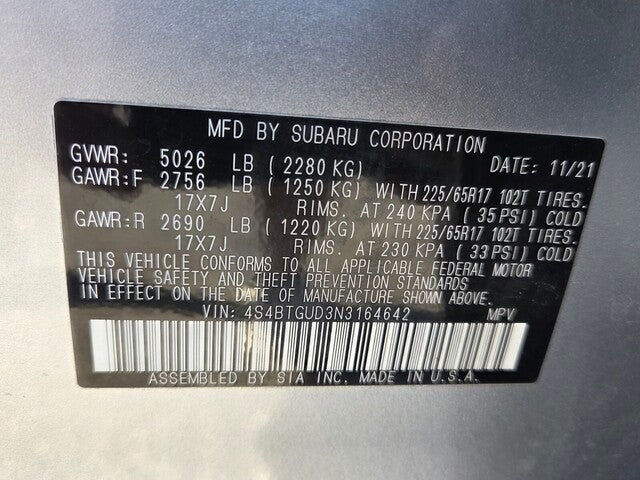 MFD BY SUBARU CORPORATION
GVWR: 5026 LB (2280 KG) DATE: 11/21
GAWR:F 2756 LB (1250 KG) WITH 225/65R17 102T TIRES.
17X7J RIMS. AT 240 KPA (35 PSI) COLD
GAWR:R 2690 LB (1220 KG) WITH 225/65R17 102T TIRES.
17X7J RIMS. AT 230 KPA (33 PSI) COLD
THIS VEHICLE CONFORMS TO ALL APPLICABLE FEDERAL MOTOR
VEHICLE SAFETY AND THEFT PREVENTION STANDARDS
IN EFFECT ON THE DATE OF MANUFACTURE SHOWN ABOVE.
VIN: 4S4BTGUD3N3164642 MPV
ASSEMBLED BY SIA INC. MADE IN U.S.A.